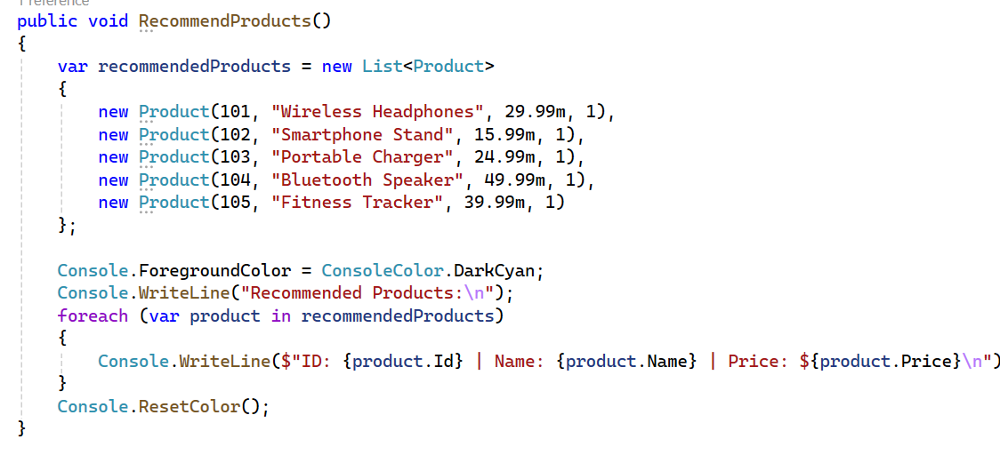 1 reference
public void RecommendProducts()
{
    var recommendedProducts = new List<Product>
    {
        new Product(101, "Wireless Headphones", 29.99m, 1),
        new Product(102, "Smartphone Stand", 15.99m, 1),
        new Product(103, "Portable Charger", 24.99m, 1),
        new Product(104, "Bluetooth Speaker", 49.99m, 1),
        new Product(105, "Fitness Tracker", 39.99m, 1)
    };

    Console.ForegroundColor = ConsoleColor.DarkCyan;
    Console.WriteLine("Recommended Products:\n");
    foreach (var product in recommendedProducts)
    {
        Console.WriteLine($"ID: {product.Id} | Name: {product.Name} | Price: ${product.Price}\n")
    }
    Console.ResetColor();
}